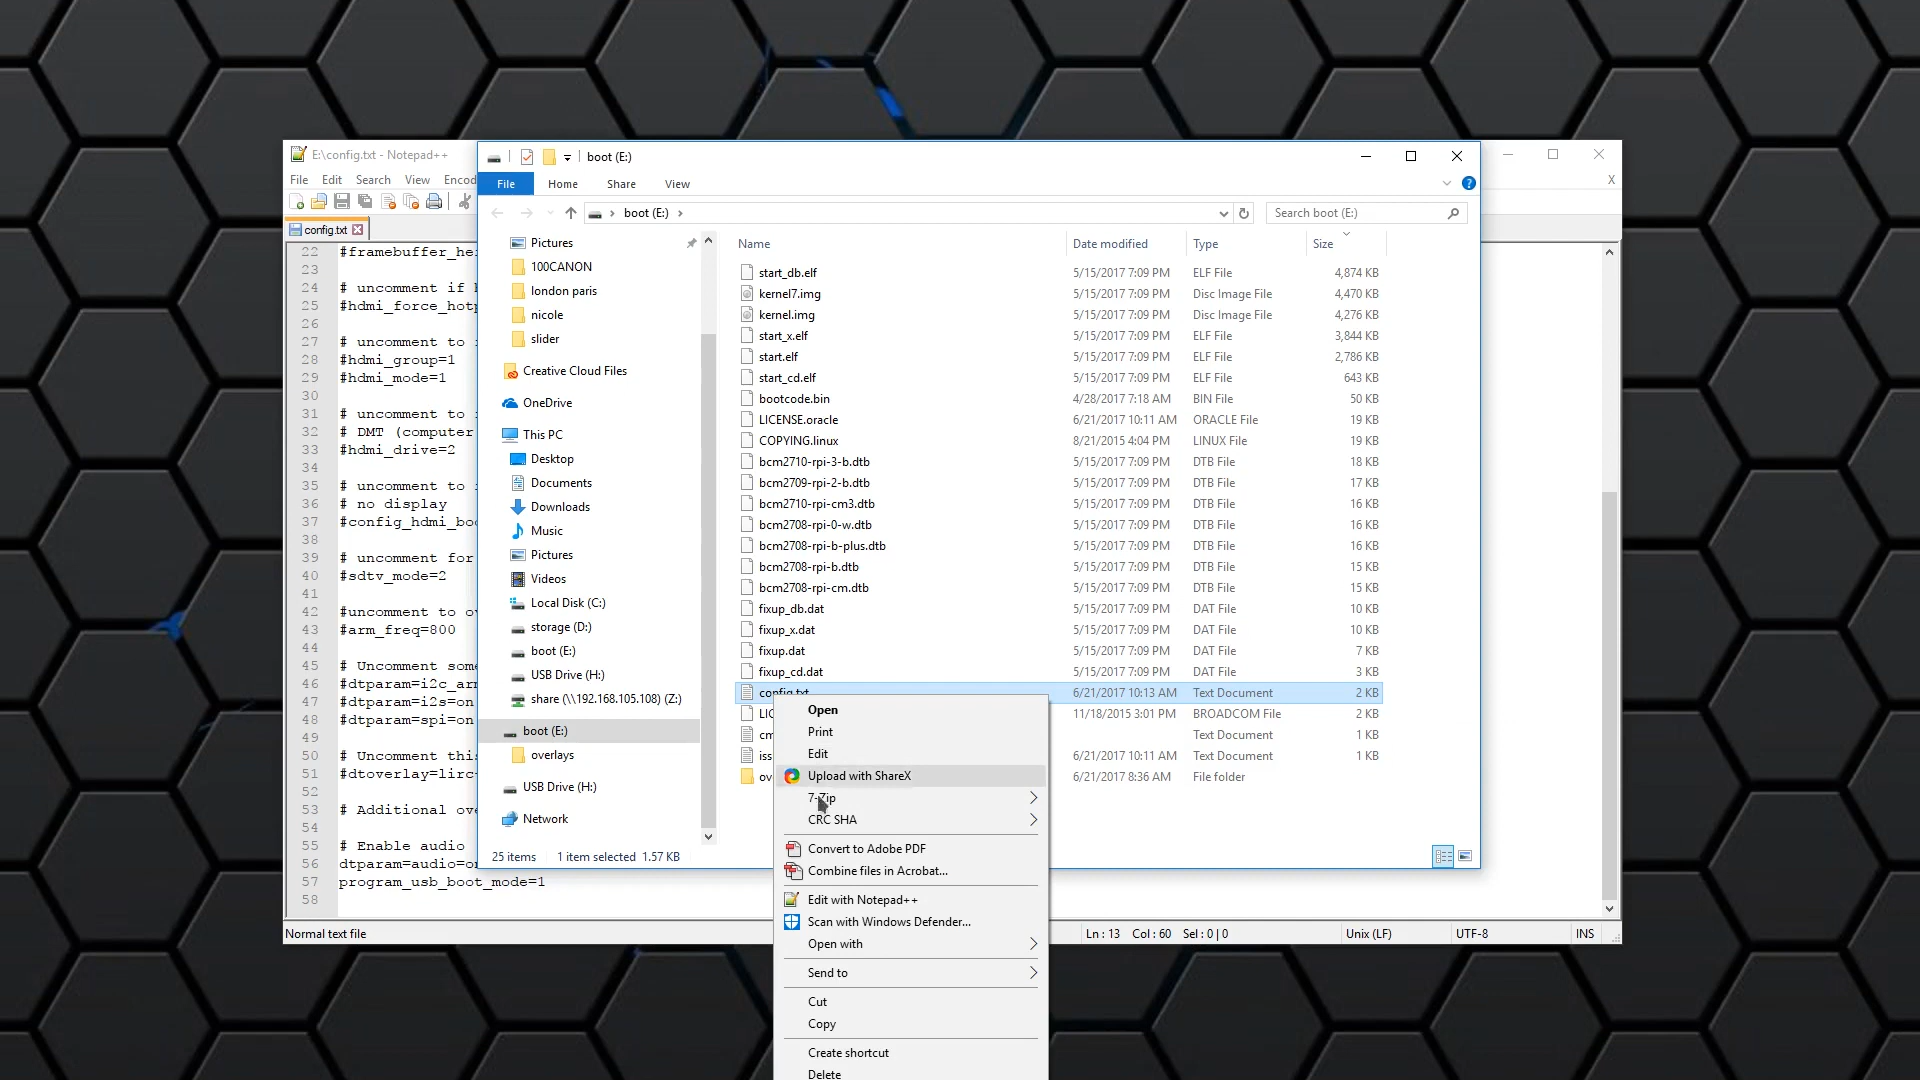 E:\config.txt - Notepad++
File Edit Search View Encod
X
config.txt
22 #framebuffer_hei
23
24 # uncomment if h
25 #hdmi_force_hotp
26
27 # uncomment to
28 #hdmi_group=1
29 #hdmi_mode=1
30
31 # uncomment to
32 # DMT (computer
33 #hdmi_drive=2
34
35 # uncomment to
36 # no display
37 #config_hdmi_boo
38
39 # uncomment for
40 #sdtv_mode=2
41
42 #uncomment to ov
43 #arm_freq=800
44
45 # Uncomment some
46 #dtparam=i2c_arm
47 #dtparam=i2s=on
48 #dtparam=spi=on
49
50 # Uncomment this
51 #dtoverlay=lirc-
52
53 # Additional ove
54
55 # Enable audio
56 dtparam=audio=on
57 program_usb_boot_mode=1
58
Normal text file
Ln : 13 Col : 60 Sel : 0 | 0
Unix (LF)
UTF-8
INS
boot (E:)
File Home Share View
boot (E:)
Search boot (E:)
Pictures
100CANON
london paris
nicole
slider
Creative Cloud Files
OneDrive
This PC
Desktop
Documents
Downloads
Music
Pictures
Videos
Local Disk (C:)
storage (D:)
boot (E:)
USB Drive (H:)
share (\\192.168.105.108) (Z:)
boot (E:)
overlays
USB Drive (H:)
Network
Name Date modified Type Size
start_db.elf 5/15/2017 7:09 PM ELF File 4,874 KB
kernel7.img 5/15/2017 7:09 PM Disc Image File 4,470 KB
kernel.img 5/15/2017 7:09 PM Disc Image File 4,276 KB
start_x.elf 5/15/2017 7:09 PM ELF File 3,844 KB
start.elf 5/15/2017 7:09 PM ELF File 2,786 KB
start_cd.elf 5/15/2017 7:09 PM ELF File 643 KB
bootcode.bin 4/28/2017 7:18 AM BIN File 50 KB
LICENSE.oracle 6/21/2017 10:11 AM ORACLE File 19 KB
COPYING.linux 8/21/2015 4:04 PM LINUX File 19 KB
bcm2710-rpi-3-b.dtb 5/15/2017 7:09 PM DTB File 18 KB
bcm2709-rpi-2-b.dtb 5/15/2017 7:09 PM DTB File 17 KB
bcm2710-rpi-cm3.dtb 5/15/2017 7:09 PM DTB File 16 KB
bcm2708-rpi-0-w.dtb 5/15/2017 7:09 PM DTB File 16 KB
bcm2708-rpi-b-plus.dtb 5/15/2017 7:09 PM DTB File 16 KB
bcm2708-rpi-b.dtb 5/15/2017 7:09 PM DTB File 15 KB
bcm2708-rpi-cm.dtb 5/15/2017 7:09 PM DTB File 15 KB
fixup_db.dat 5/15/2017 7:09 PM DAT File 10 KB
fixup_x.dat 5/15/2017 7:09 PM DAT File 10 KB
fixup.dat 5/15/2017 7:09 PM DAT File 7 KB
fixup_cd.dat 5/15/2017 7:09 PM DAT File 3 KB
config.txt 6/21/2017 10:13 AM Text Document 2 KB
LIC 11/18/2015 3:01 PM BROADCOM File 2 KB
cm Text Document 1 KB
iss 6/21/2017 10:11 AM Text Document 1 KB
ov 6/21/2017 8:36 AM File folder
25 items 1 item selected 1.57 KB
Open
Print
Edit
Upload with ShareX
7-Zip
CRC SHA
Convert to Adobe PDF
Combine files in Acrobat...
Edit with Notepad++
Scan with Windows Defender...
Open with
Send to
Cut
Copy
Create shortcut
Delete